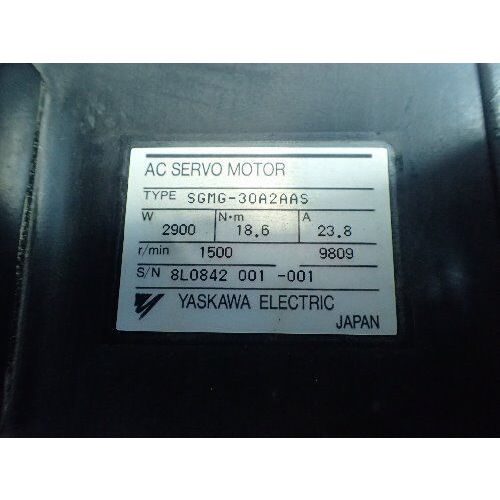 AC SERVO MOTOR
TYPE SGMG-30A2AAS
W N·m A
2900 18.6 23.8
r/min 1500 9809
S/N 8L0842 001 -001
YASKAWA ELECTRIC
JAPAN